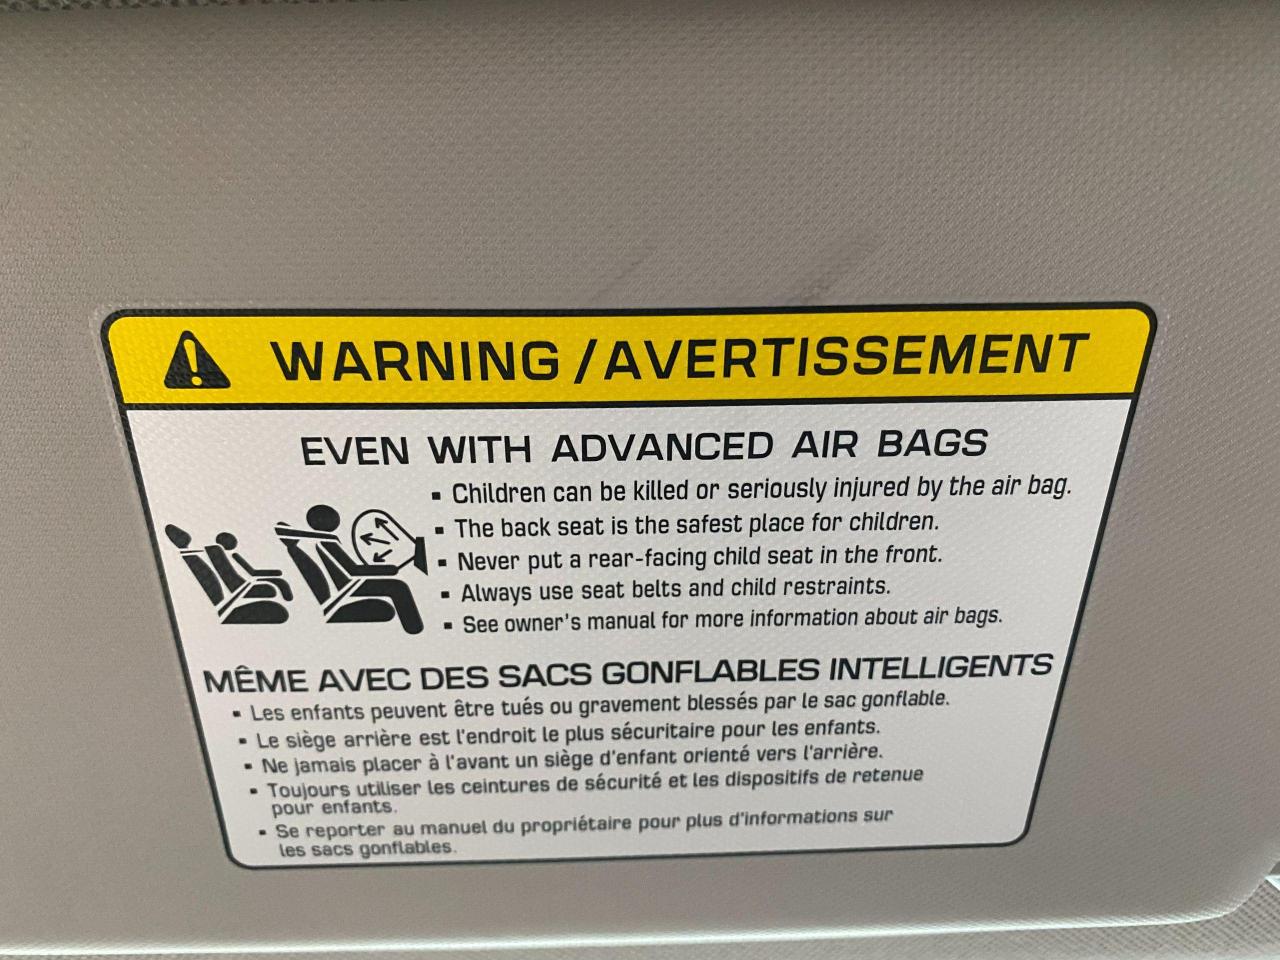 WARNING/AVERTISSEMENT
EVEN WITH ADVANCED AIR BAGS
▪ Children can be killed or seriously injured by the air bag.
▪ The back seat is the safest place for children.
▪ Never put a rear-facing child seat in the front.
▪ Always use seat belts and child restraints.
▪ See owner's manual for more information about air bags.
MÊME AVEC DES SACS GONFLABLES INTELLIGENTS
▪ Les enfants peuvent être tués ou gravement blessés par le sac gonflable.
▪ Le siège arrière est l'endroit le plus sécuritaire pour les enfants.
▪ Ne jamais placer à l'avant un siège d'enfant orienté vers l'arrière.
▪ Toujours utiliser les ceintures de sécurité et les dispositifs de retenue
pour enfants.
▪ Se reporter au manuel du propriétaire pour plus d'informations sur
les sacs gonflables.